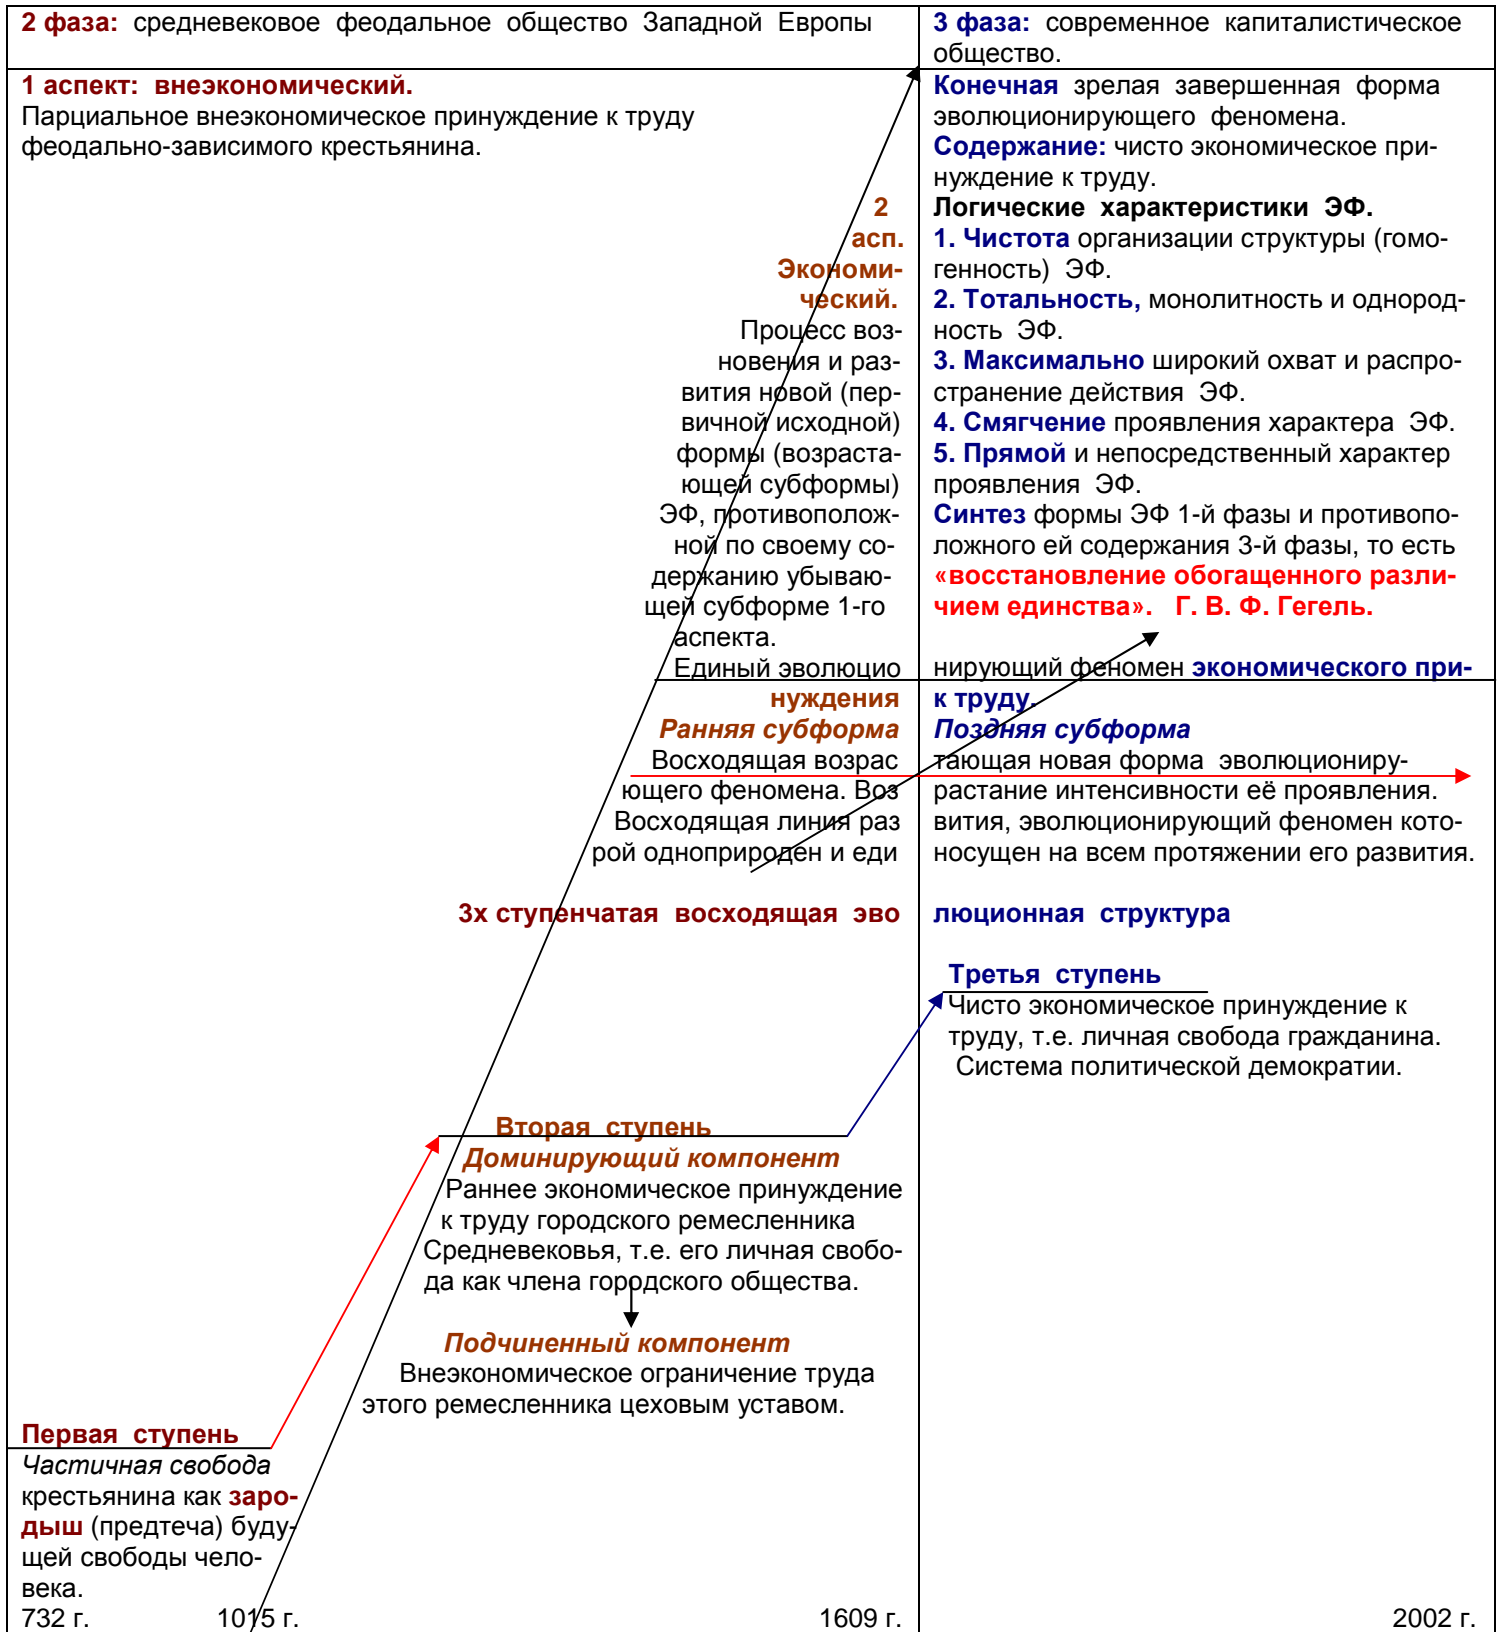 2 фаза: средневековое феодальное общество Западной Европы
1 аспект: внеэкономический.
Парциальное внеэкономическое принуждение к труду
феодально-зависимого крестьянина.
2
асп.
Экономи-
ческий.
Процесс воз-
новения и раз-
вития новой (пер-
вичной исходной)
формы (возраста-
ющей субформы)
ЭФ, противополож-
ной по своему со-
держанию убываю-
щей субформе 1-го
аспекта.
3 фаза: современное капиталистическое
общество.
Конечная зрелая завершенная форма
эволюционирующего феномена.
Содержание: чисто экономическое при-
нуждение к труду.
Логические характеристики ЭФ.
1. Чистота организации структуры (гомо-
генность) ЭФ.
2. Тотальность, монолитность и однород-
ность ЭФ.
3. Максимально широкий охват и распро-
странение действия ЭФ.
4. Смягчение проявления характера ЭФ.
5. Прямой и непосредственный характер
проявления ЭФ.
Синтез формы ЭФ 1-й фазы и противопо-
ложного ей содержания 3-й фазы, то есть
«восстановление обогащенного разли-
чием единства». Г. В. Ф. Гегель.
Единый эволюцио нирующий феномен экономического при-
нуждения к труду.
Ранняя субформа Поздняя субформа
Восходящая возрас тающая новая форма эволюциониру-
ющего феномена. Воз растание интенсивности её проявления.
Восходящая линия раз вития, эволюционирующий феномен кото-
рой одноприроден и еди носущен на всем протяжении его развития.
3х ступенчатая восходящая эво люционная структура
Третья ступень
Чисто экономическое принуждение к
труду, т.е. личная свобода гражданина.
Система политической демократии.
Вторая ступень
Доминирующий компонент
Раннее экономическое принуждение
к труду городского ремесленника
Средневековья, т.е. его личная свобо-
да как члена городского общества.
Подчиненный компонент
Внеэкономическое ограничение труда
этого ремесленника цеховым уставом.
Первая ступень
Частичная свобода
крестьянина как заро-
дыш (предтеча) буду-
щей свободы чело-
века.
732 г. 1015 г. 1609 г. 2002 г.